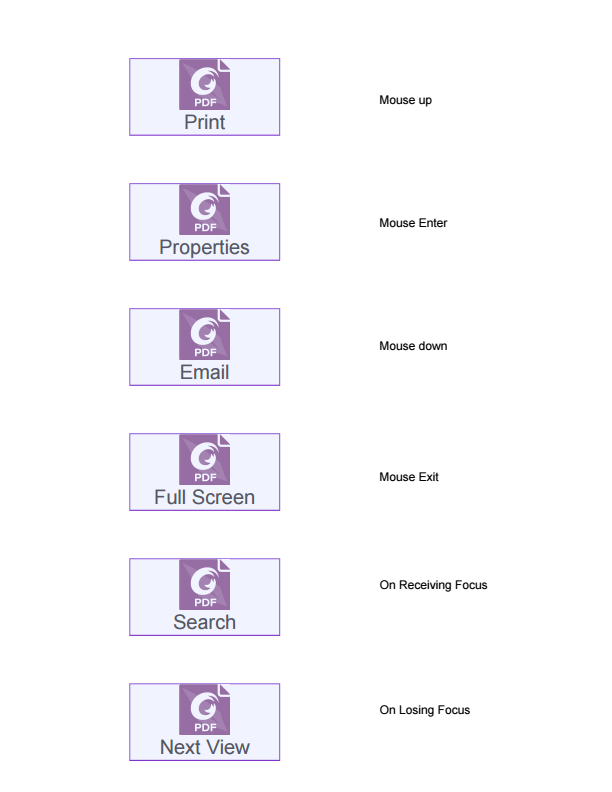 PDF
Print
Mouse up
PDF
Properties
Mouse Enter
PDF
Email
Mouse down
PDF
Full Screen
Mouse Exit
PDF
Search
On Receiving Focus
PDF
Next View
On Losing Focus